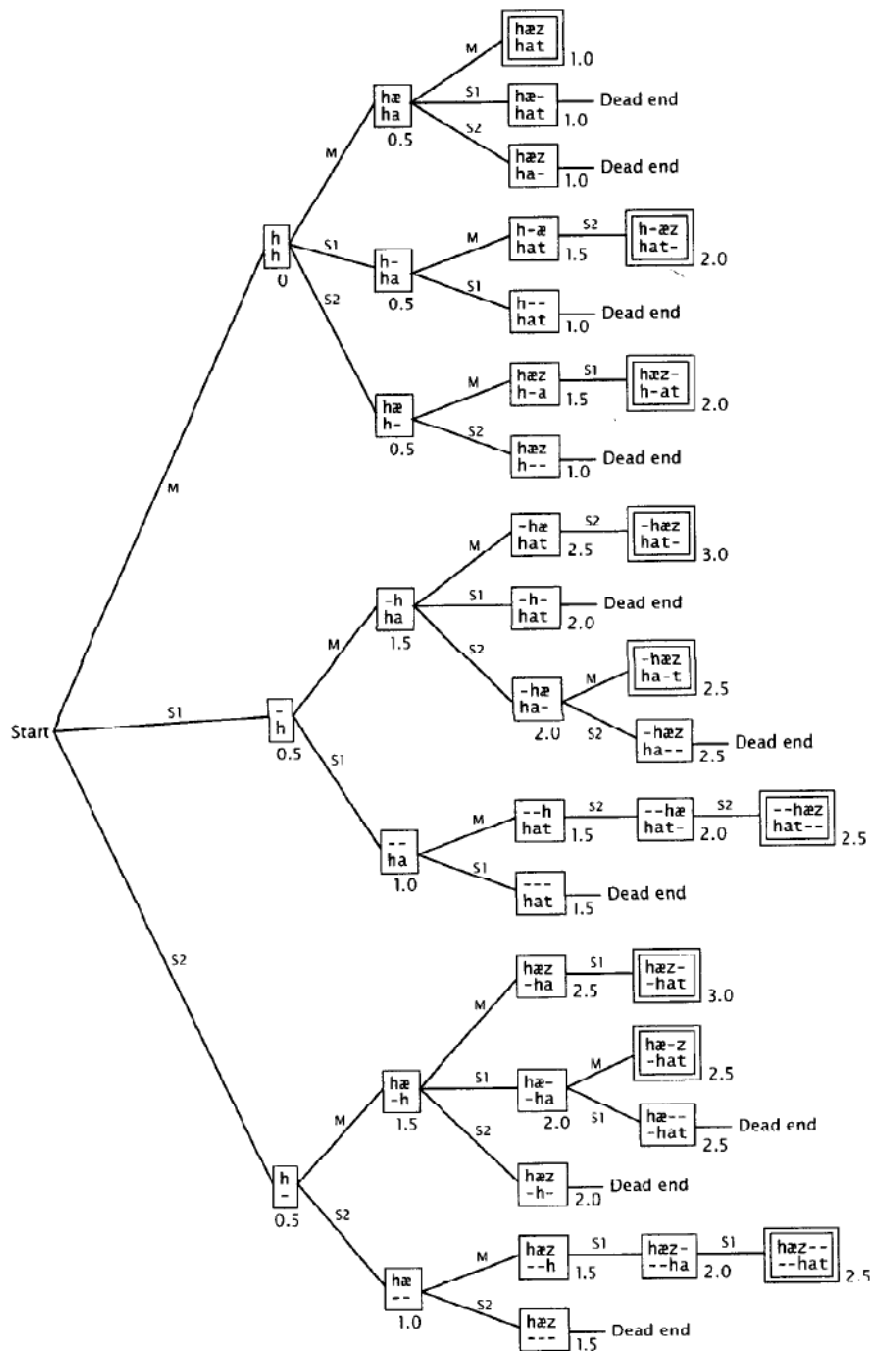 Start
M
h
h
0
M
hæ
ha
0.5
M
hæz
hat
1.0
S1
hæ-
hat
1.0
Dead end
S2
hæz
ha-
1.0
Dead end
S1
h-
ha
0.5
M
h-æ
hat
1.5
S2
h-æz
hat-
2.0
S1
h--
hat
1.0
Dead end
S2
hæ
h-
0.5
M
hæz
h-a
1.5
S1
hæz-
h-at
2.0
S2
hæz
h--
1.0
Dead end
S1
-
h
0.5
M
-h
ha
1.5
M
-hæ
hat
2.5
S2
-hæz
hat-
3.0
S1
-h-
hat
2.0
Dead end
S2
-hæ
ha-
2.0
M
-hæz
ha-t
2.5
S2
-hæz
ha--
2.5
Dead end
S1
--
ha
1.0
M
--h
hat
1.5
S2
--hæ
hat-
2.0
S2
--hæz
hat--
2.5
S1
---
hat
1.5
Dead end
S2
h
-
0.5
M
hæ
-h
1.5
M
hæz
-ha
2.5
S1
hæz-
-hat
3.0
S1
hæ-
-ha
2.0
M
hæ-z
-hat
2.5
S1
hæ--
-hat
2.5
Dead end
S2
hæz
-h-
2.0
Dead end
S2
hæ
--
1.0
M
hæz
--h
1.5
S1
hæz-
--ha
2.0
S1
hæz--
--hat
2.5
S2
hæz
---
1.5
Dead end